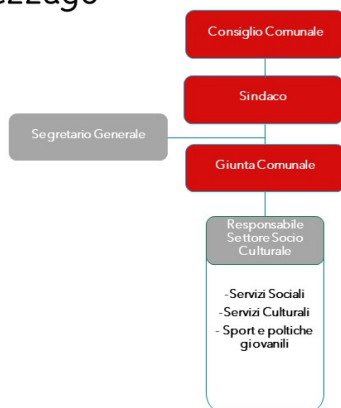 Consiglio Comunale
Sindaco
Segretario Generale
Giunta Comunale
Responsabile
Settore Socio
Culturale
-Servizi Sociali
-Servizi Culturali
- Sport e poltiche
giovanili